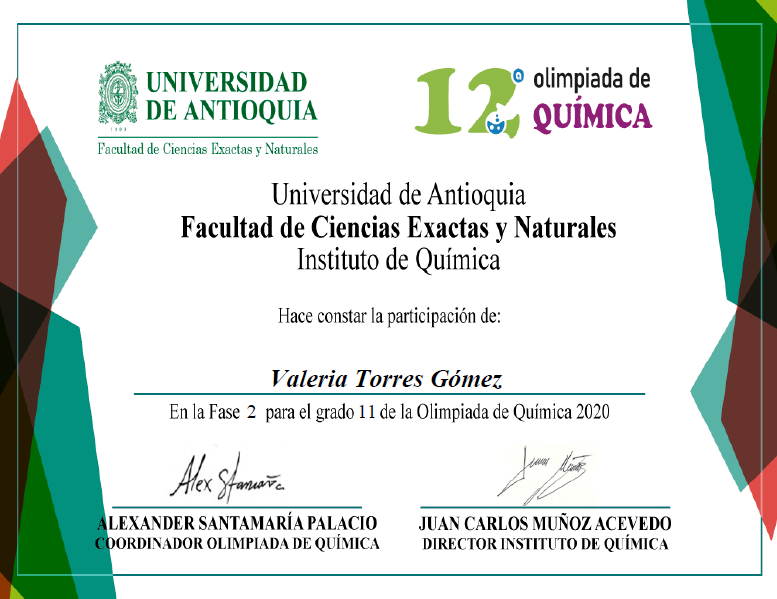 UNIVERSIDAD
DE ANTIOQUIA
1803
Facultad de Ciencias Exactas y Naturales
12ª olimpiada de
QUÍMICA
Universidad de Antioquia
Facultad de Ciencias Exactas y Naturales
Instituto de Química
Hace constar la participación de:
Valeria Torres Gómez
En la Fase 2 para el grado 11 de la Olimpiada de Química 2020
Alex Stamaría
Juan Muñoz
ALEXANDER SANTAMARÍA PALACIO
COORDINADOR OLIMPIADA DE QUÍMICA
JUAN CARLOS MUÑOZ ACEVEDO
DIRECTOR INSTITUTO DE QUÍMICA